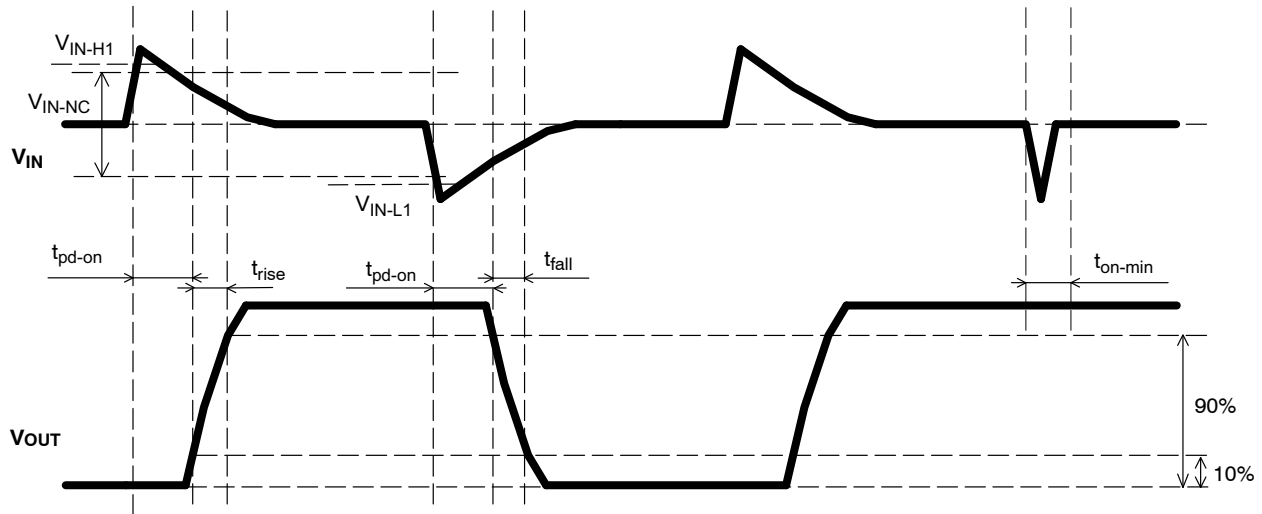 VIN-H1
VIN-NC
VIN
VIN-L1
tpd-on
trise
tpd-on
tfall
ton-min
90%
VOUT
10%